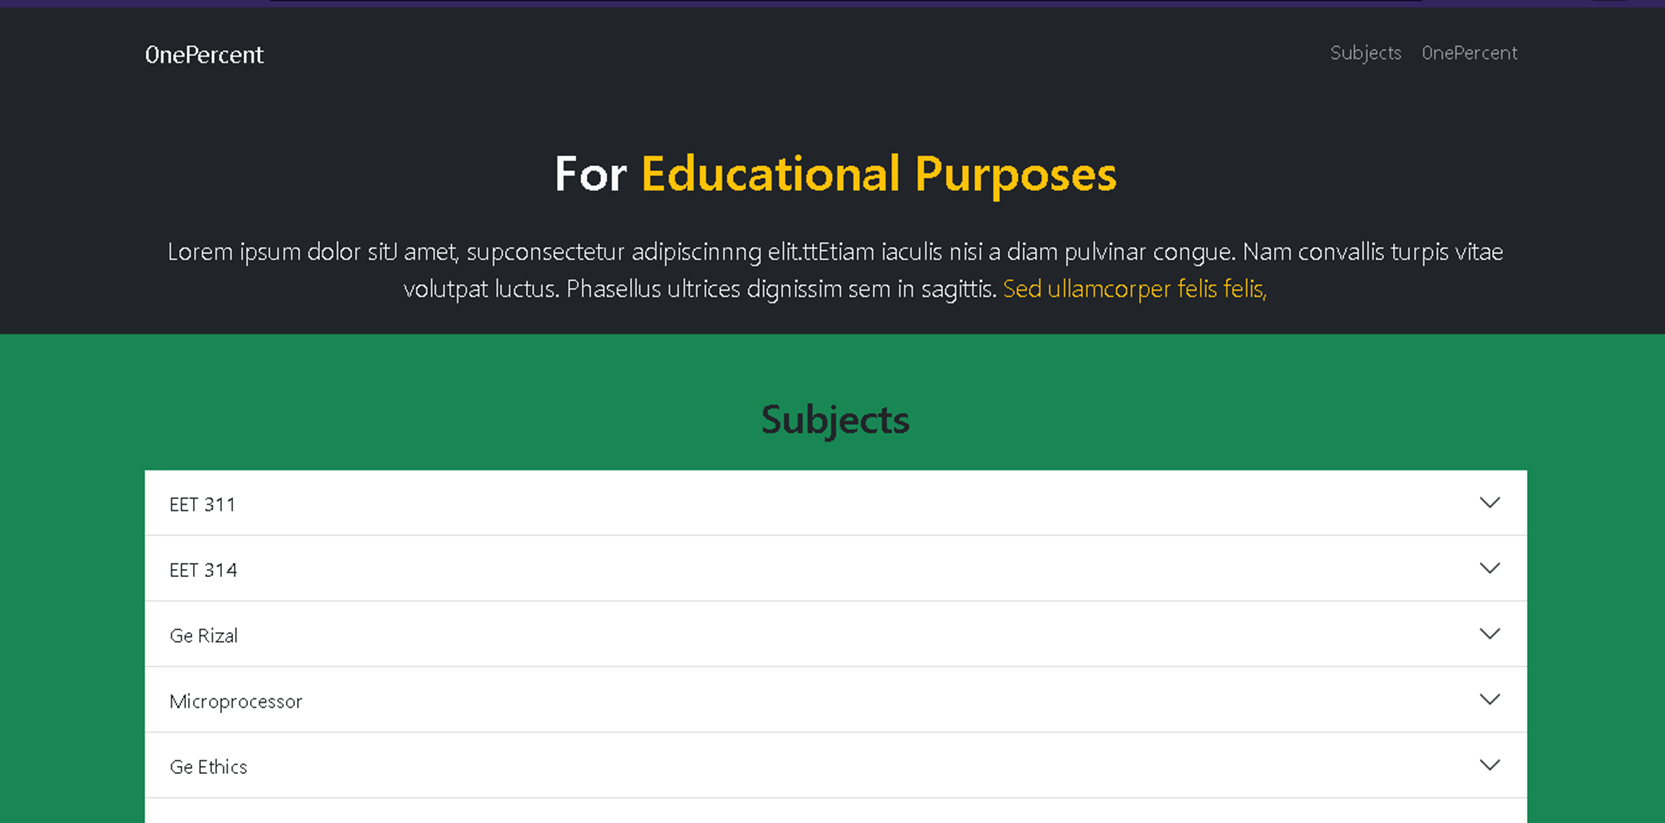 0nePercent
Subjects 0nePercent
For Educational Purposes
Lorem ipsum dolor sitJ amet, supconsectetur adipiscinnng elit.ttEtiam iaculis nisi a diam pulvinar congue. Nam convallis turpis vitae
volutpat luctus. Phasellus ultrices dignissim sem in sagittis. Sed ullamcorper felis felis,
Subjects
EET 311
EET 314
Ge Rizal
Microprocessor
Ge Ethics